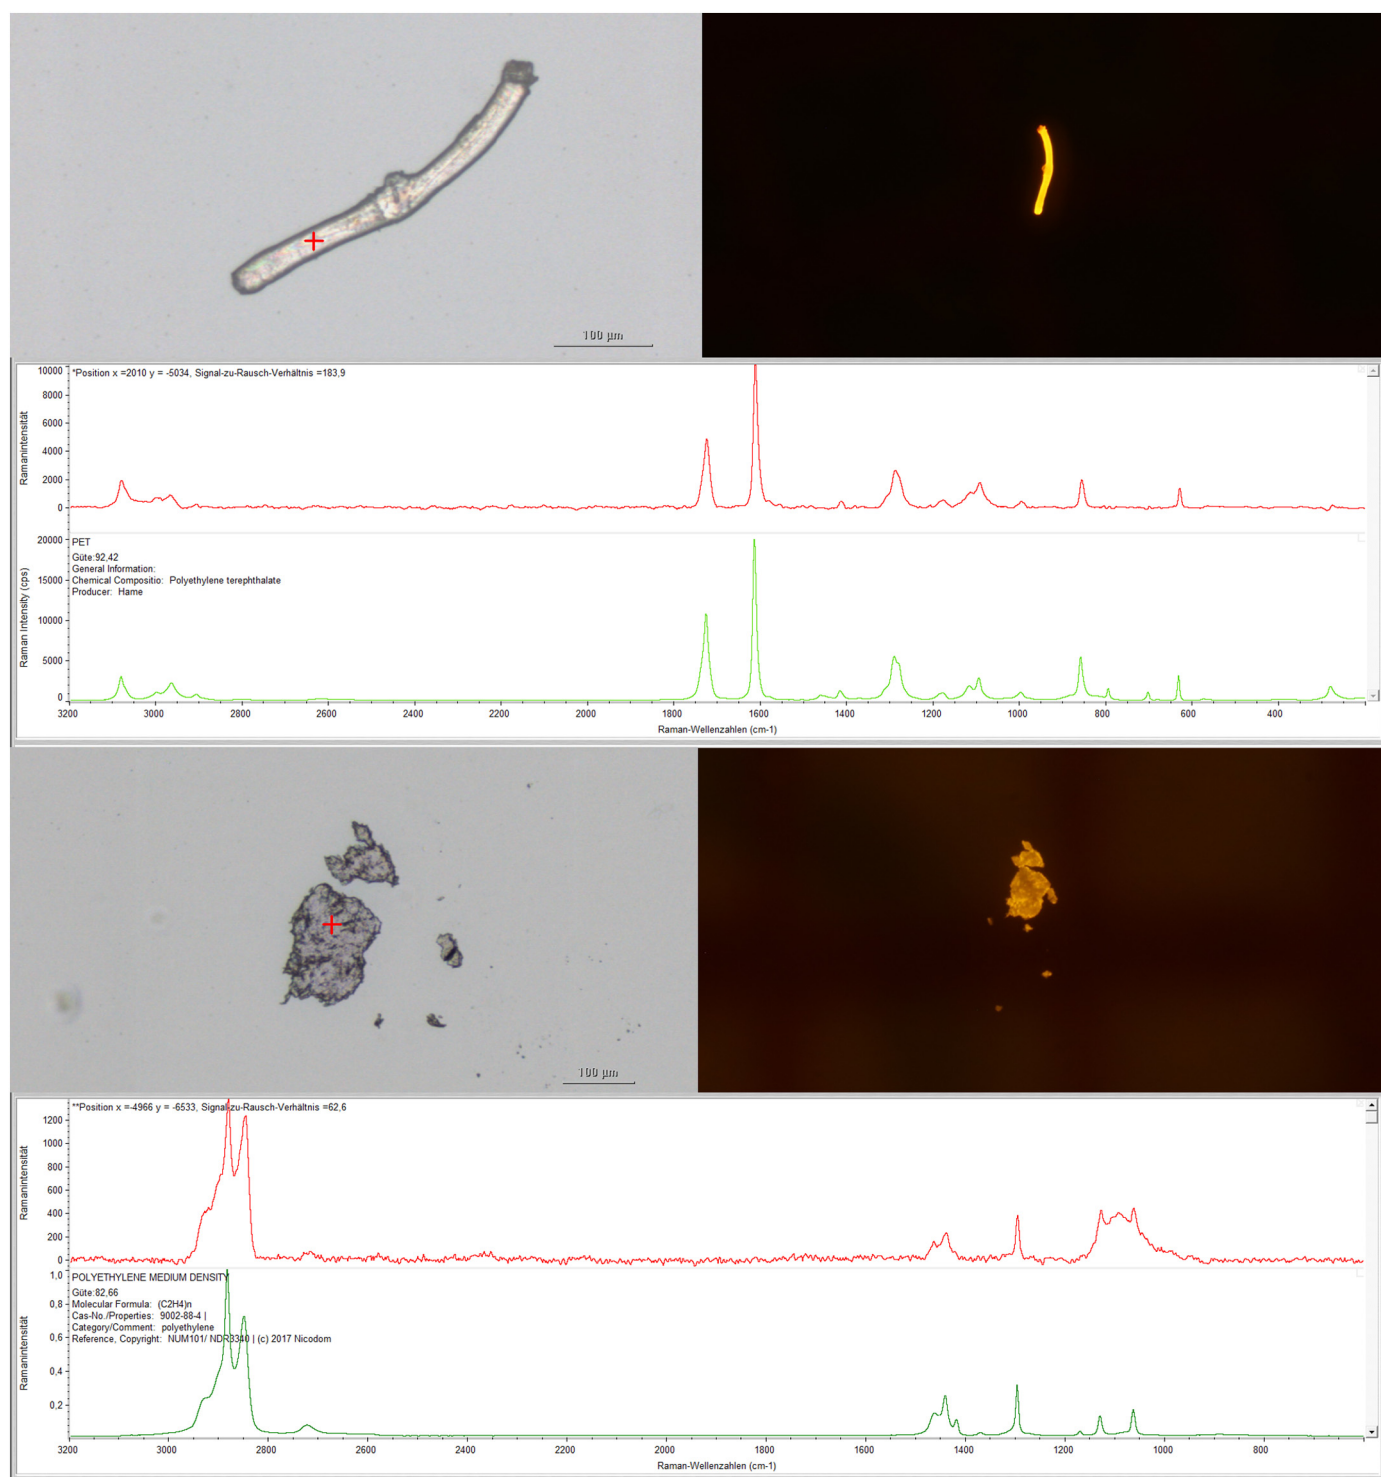 100 µm
*Position x =2010 y = -5034, Signal-zu-Rausch-Verhältnis =183,9
10000
8000
6000
4000
2000
0
Ramanintensität
PET
Güte:92,42
General Information:
Chemical Compositio: Polyethylene terephthalate
Producer: Hame
20000
15000
10000
5000
0
Raman Intensity (cps)
3200 3000 2800 2600 2400 2200 2000 1800 1600 1400 1200 1000 800 600 400
Raman-Wellenzahlen (cm-1)
100 µm
**Position x =-4966 y = -6533, Signal-zu-Rausch-Verhältnis =62,6
1200
1000
800
600
400
200
0
Ramanintensität
POLYETHYLENE MEDIUM DENSITY
Güte:82,66
Molecular Formula: (C2H4)n
Cas-No./Properties: 9002-88-4 |
Category/Comment: polyethylene
Reference, Copyright: NUM101/ NDR3340 | (c) 2017 Nicodom
1,0
0,8
0,6
0,4
0,2
Ramanintensität
3200 3000 2800 2600 2400 2200 2000 1800 1600 1400 1200 1000 800
Raman-Wellenzahlen (cm-1)